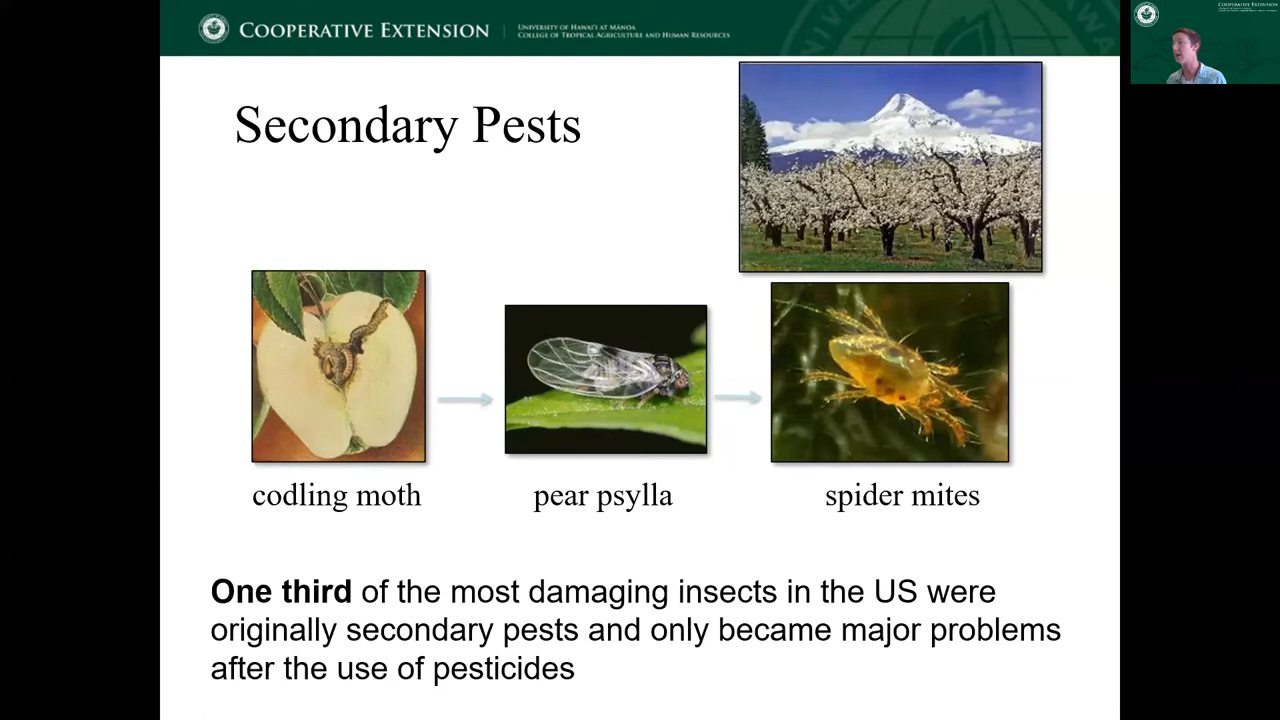 COOPERATIVE EXTENSION
UNIVERSITY OF HAWAI'I AT MĀNOA
COLLEGE OF TROPICAL AGRICULTURE AND HUMAN RESOURCES
COOPERATIVE EXTENSION
Secondary Pests
codling moth
pear psylla
spider mites
One third of the most damaging insects in the US were
originally secondary pests and only became major problems
after the use of pesticides